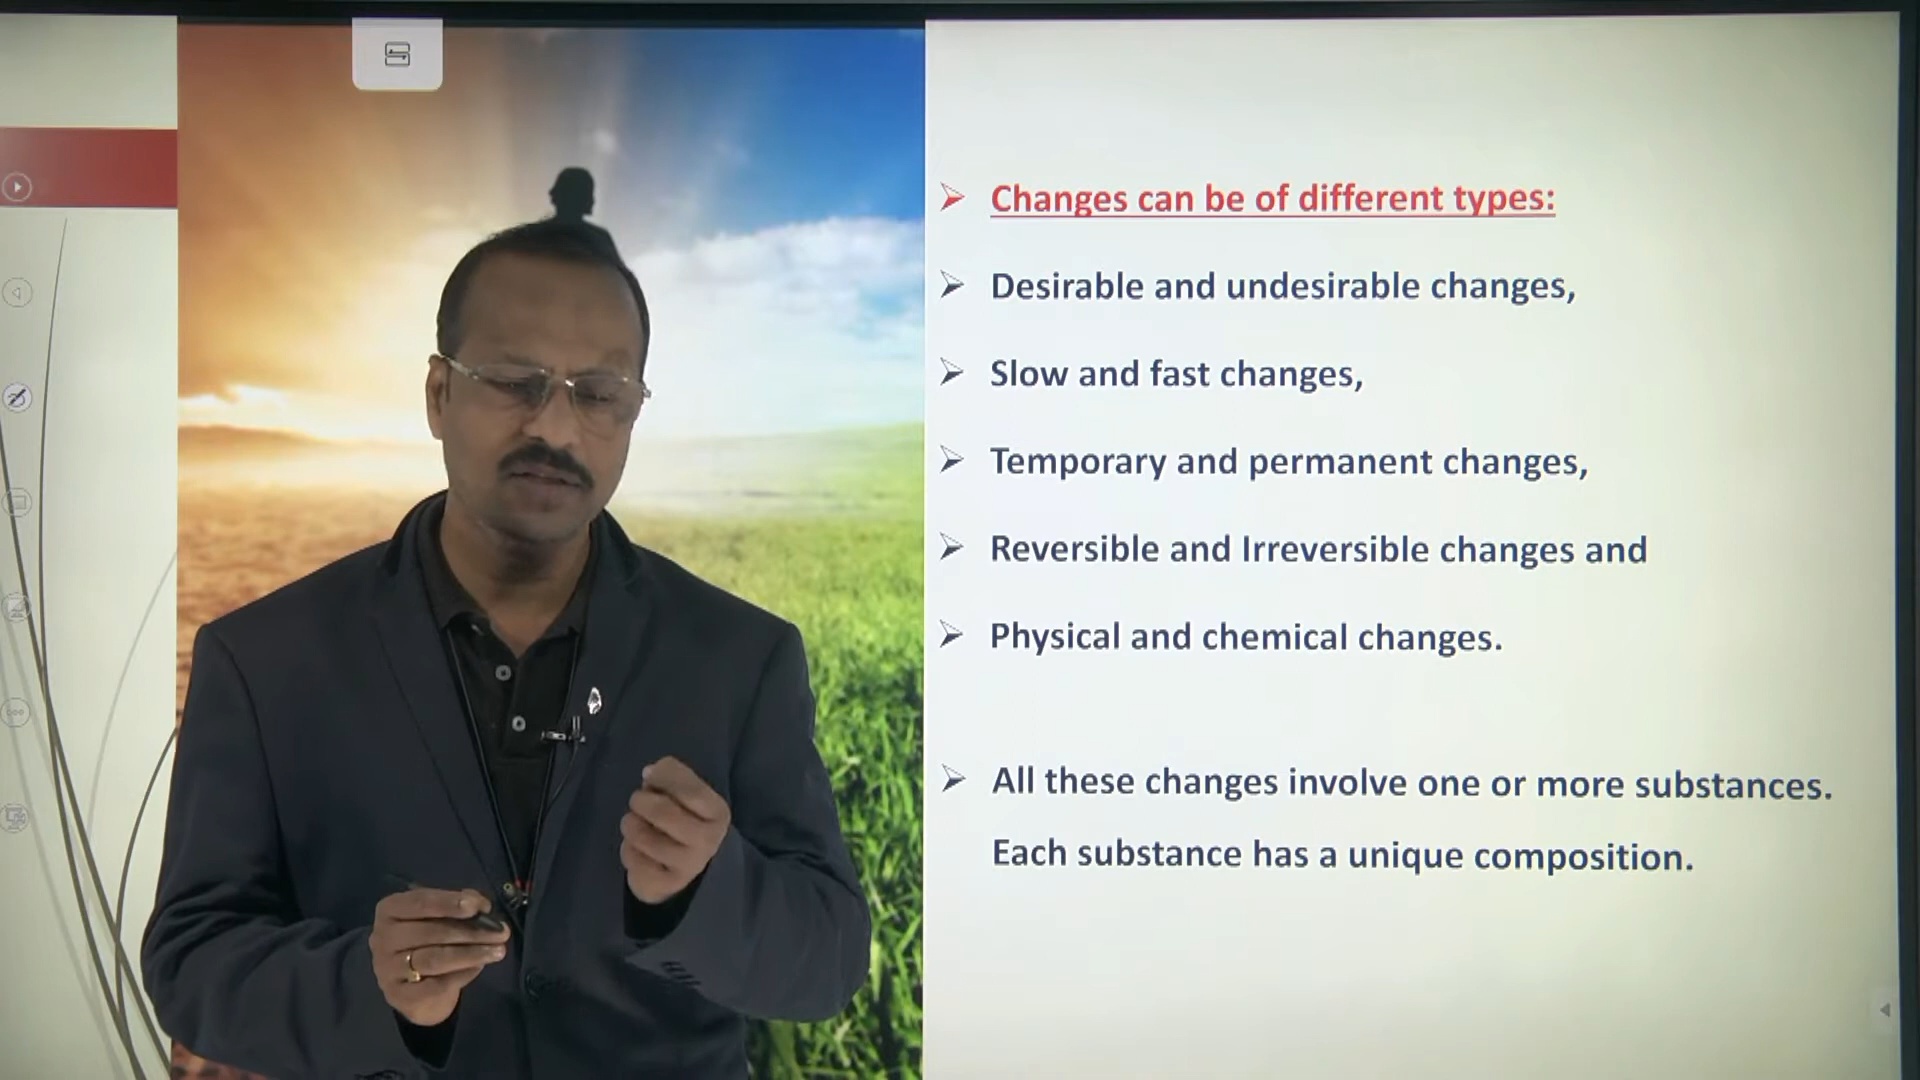 Changes can be of different types:
Desirable and undesirable changes,
Slow and fast changes,
Temporary and permanent changes,
Reversible and Irreversible changes and
Physical and chemical changes.
All these changes involve one or more substances.
Each substance has a unique composition.